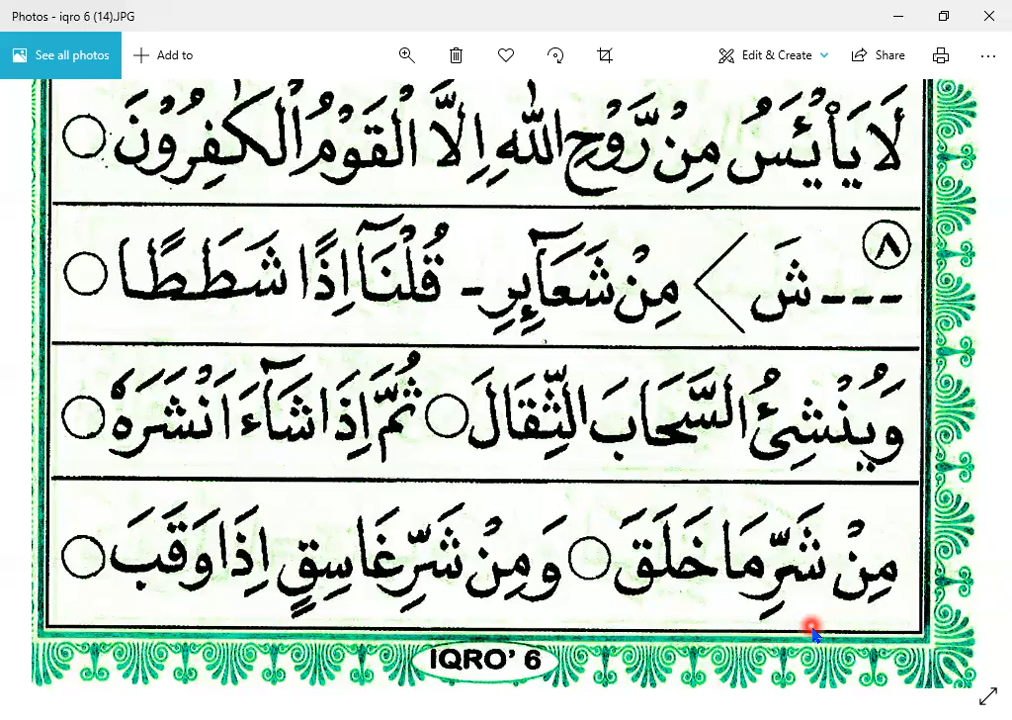 Photos - iqro 6 (14).JPG
See all photos
Add to
Edit & Create
Share
لَا يَاْيْـَٔسُ مِنْ رَّوْحِ اللّٰهِ اِلَّا الْقَوْمُ الْكٰفِرُوْنَ ○
٨
--- شَ < مِنْ شَعَآئِرِ - قُلْنَآ اِذًا شَطَطًا ○
وَيُنْشِئُ السَّحَابَ الثِّقَالَ ○ ثُمَّ اِذَا شَآءَ اَنْشَرَهٗ ○
مِنْ شَرِّ مَا خَلَقَ ○ وَمِنْ شَرِّ غَاسِقٍ اِذَا وَقَبَ ○
IQRO' 6